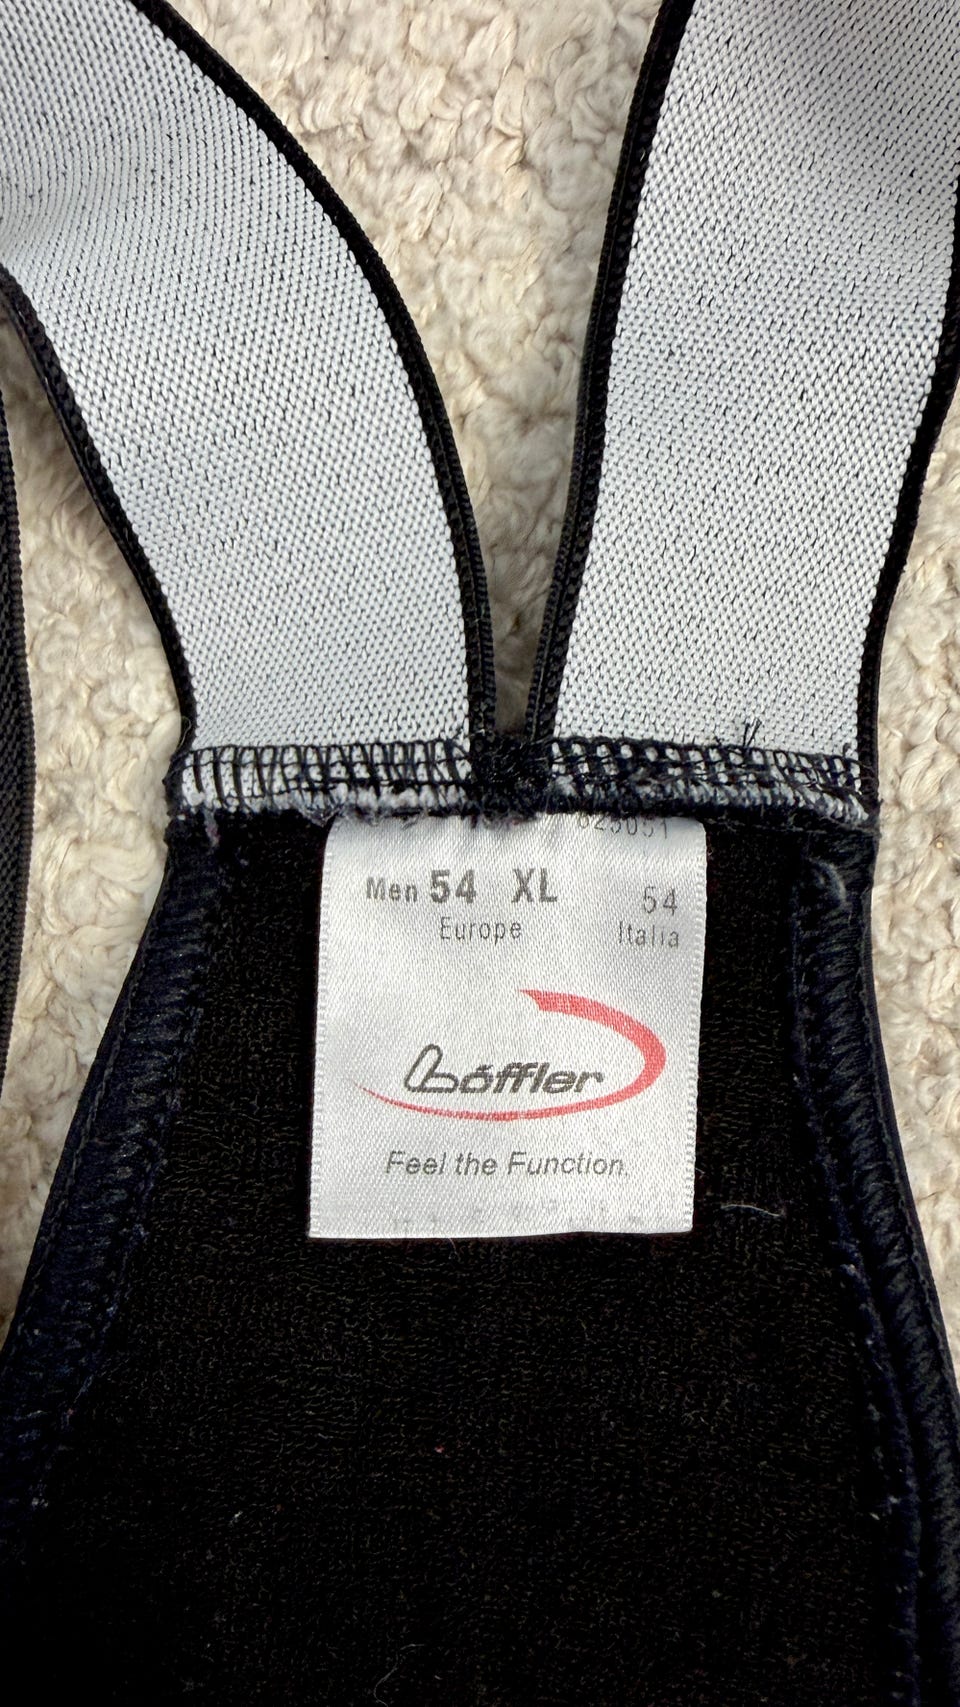 Men 54 XL 54
Europe Italia
Löffler
Feel the Function.